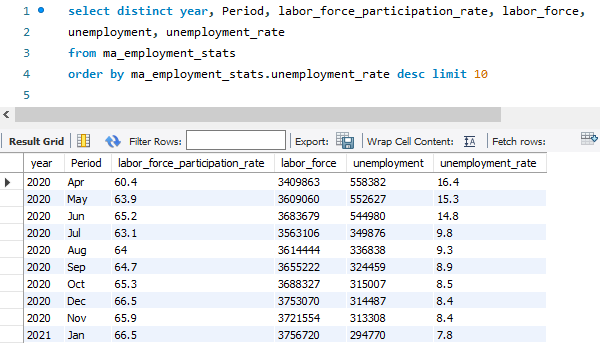 1 select distinct year, Period, labor_force_participation_rate, labor_force,
2 unemployment, unemployment_rate
3 from ma_employment_stats
4 order by ma_employment_stats.unemployment_rate desc limit 10
5
Result Grid Filter Rows: Export: Wrap Cell Content: Fetch rows:
year Period labor_force_participation_rate labor_force unemployment unemployment_rate
2020 Apr 60.4 3409863 558382 16.4
2020 May 63.9 3609060 552627 15.3
2020 Jun 65.2 3683679 544980 14.8
2020 Jul 63.1 3563106 349876 9.8
2020 Aug 64 3614444 336838 9.3
2020 Sep 64.7 3655222 324459 8.9
2020 Oct 65.3 3688327 315007 8.5
2020 Dec 66.5 3753070 314487 8.4
2020 Nov 65.9 3721554 313308 8.4
2021 Jan 66.5 3756720 294770 7.8